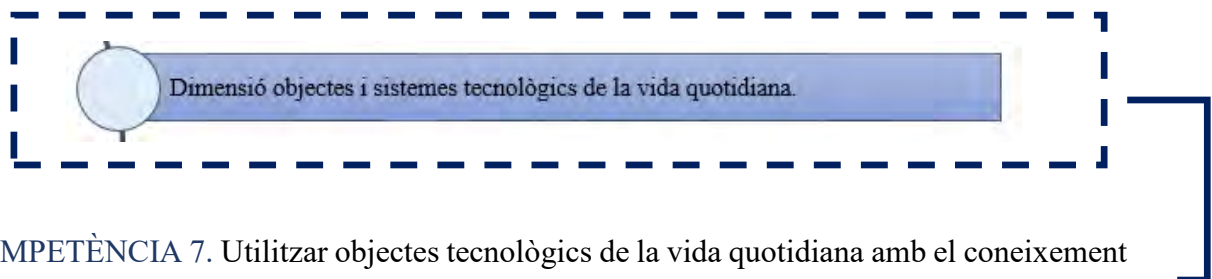 Dimensió objectes i sistemes tecnològics de la vida quotidiana.
MPETÈNCIA 7. Utilitzar objectes tecnològics de la vida quotidiana amb el coneixement